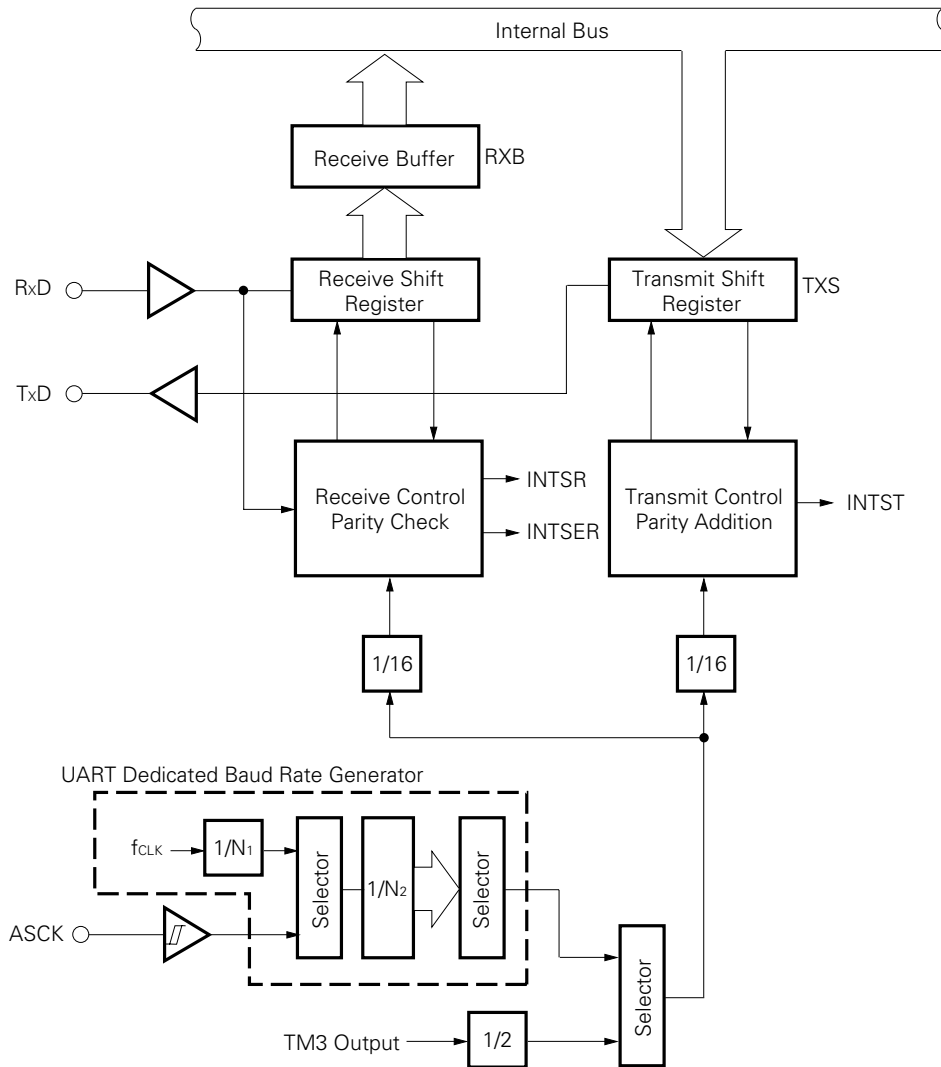 Internal Bus
Receive Buffer
RXB
RxD
Receive Shift
Register
Transmit Shift
Register
TXS
TxD
Receive Control
Parity Check
INTSR
INTSER
Transmit Control
Parity Addition
INTST
1/16
1/16
UART Dedicated Baud Rate Generator
fCLK
1/N1
Selector
1/N2
Selector
ASCK
Selector
TM3 Output
1/2